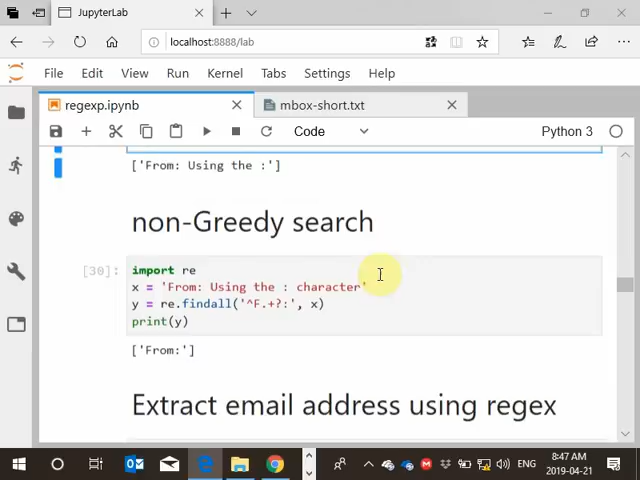 JupyterLab
localhost:8888/lab
File Edit View Run Kernel Tabs Settings Help
regexp.ipynb
mbox-short.txt
Code
Python 3
['From: Using the :']
non-Greedy search
[30]:
import re
x = 'From: Using the : character'
y = re.findall('^F.+?:', x)
print(y)
['From:']
Extract email address using regex
ENG
8:47 AM
2019-04-21